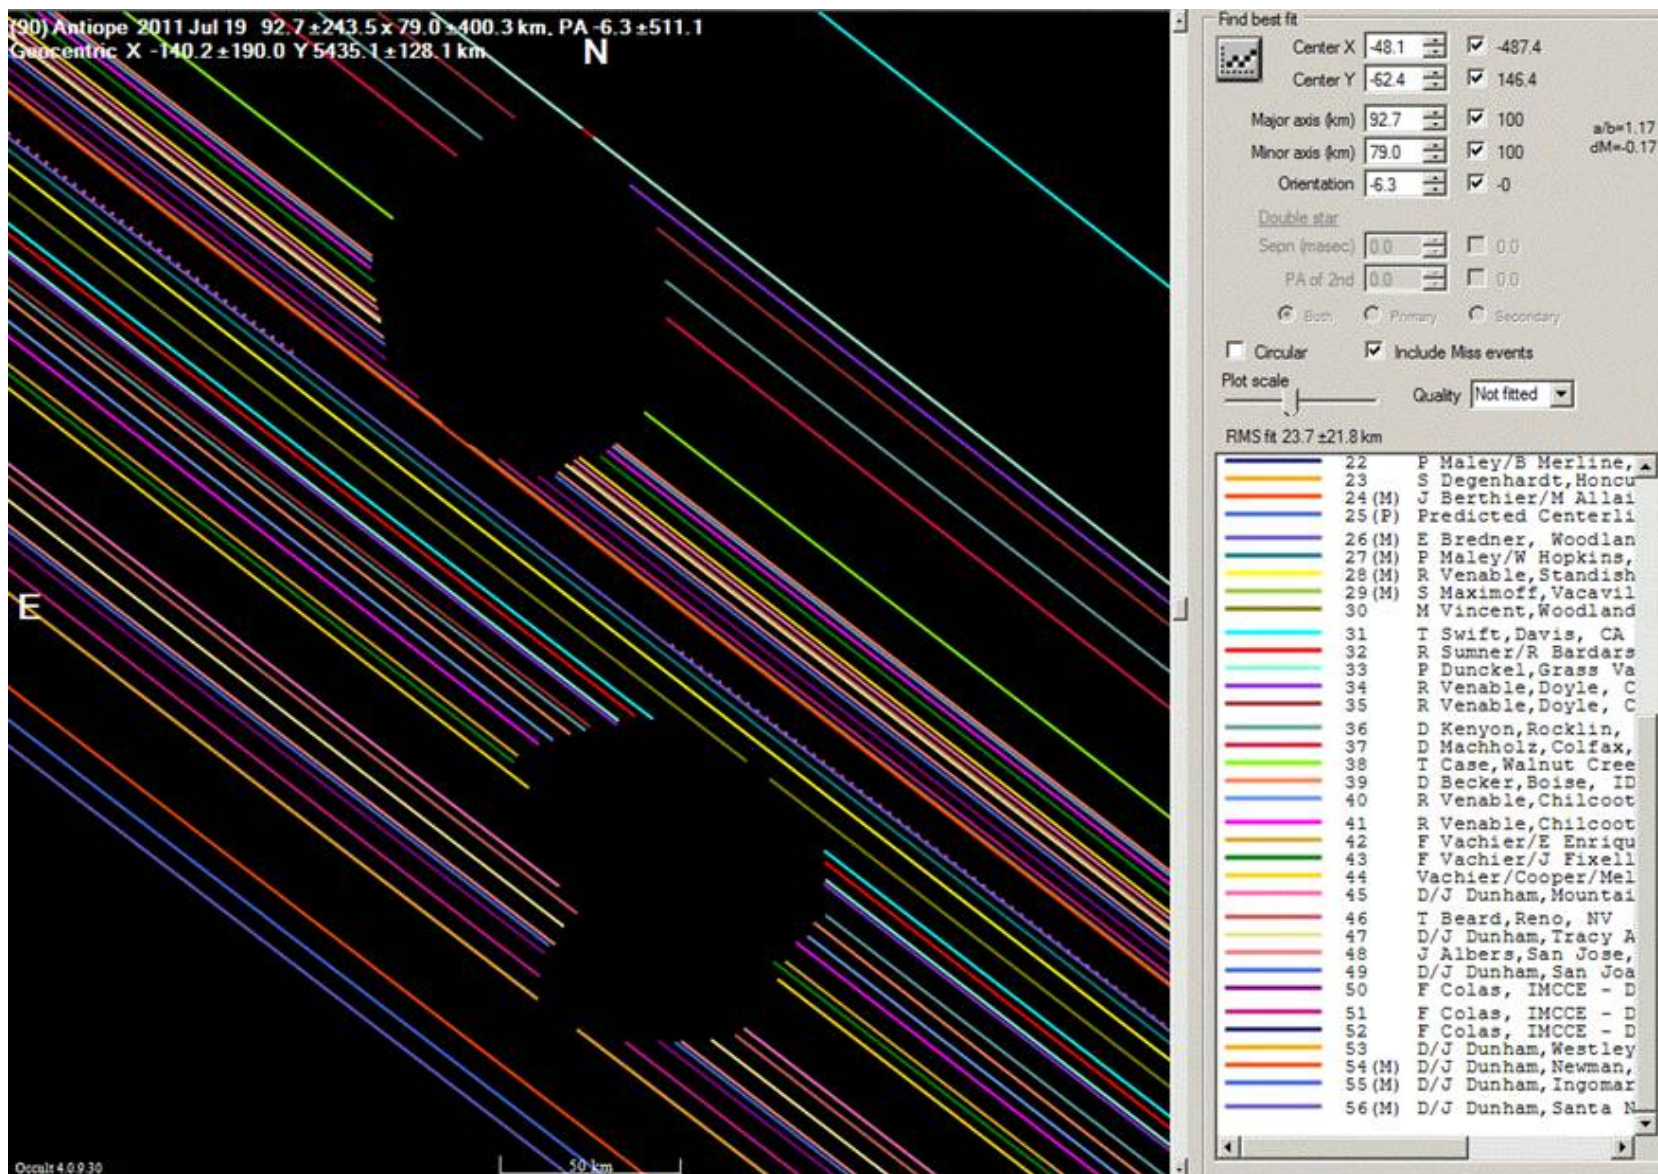 (90) Antiope 2011 Jul 19 92.7 ±243.5 x 79.0 ±400.3 km, PA -6.3 ±511.1
Geocentric X -140.2 ±190.0 Y 5435.1 ±128.1 km
N
E
50 km
Occult 4.0.9.30
Find best fit
Center X -48.1 -487.4
Center Y -62.4 146.4
Major axis (km) 92.7 100
Minor axis (km) 79.0 100
a/b=1.17
dM=-0.17
Orientation -6.3 -0
Double star
Sepn (masec) 0.0 0.0
PA of 2nd 0.0 0.0
Both Primary Secondary
Circular Include Miss events
Plot scale
Quality Not fitted
RMS fit 23.7 ±21.8 km
22 P Maley/B Merline,
23 S Degenhardt,Honcu
24 (M) J Berthier/M Allai
25 (P) Predicted Centerli
26 (M) E Bredner, Woodlan
27 (M) P Maley/W Hopkins,
28 (M) R Venable,Standish
29 (M) S Maximoff,Vacavil
30 M Vincent,Woodland
31 T Swift,Davis, CA
32 R Sumner/R Bardars
33 P Dunckel,Grass Va
34 R Venable,Doyle, C
35 R Venable,Doyle, C
36 D Kenyon,Rocklin,
37 D Machholz,Colfax,
38 T Case,Walnut Cree
39 D Becker,Boise, ID
40 R Venable,Chilcoot
41 R Venable,Chilcoot
42 F Vachier/E Enriqu
43 F Vachier/J Fixell
44 Vachier/Cooper/Mel
45 D/J Dunham,Mountai
46 T Beard,Reno, NV
47 D/J Dunham,Tracy A
48 J Albers,San Jose,
49 D/J Dunham,San Joa
50 F Colas, IMCCE - D
51 F Colas, IMCCE - D
52 F Colas, IMCCE - D
53 D/J Dunham,Westley
54 (M) D/J Dunham,Newman,
55 (M) D/J Dunham,Ingomar
56 (M) D/J Dunham,Santa N